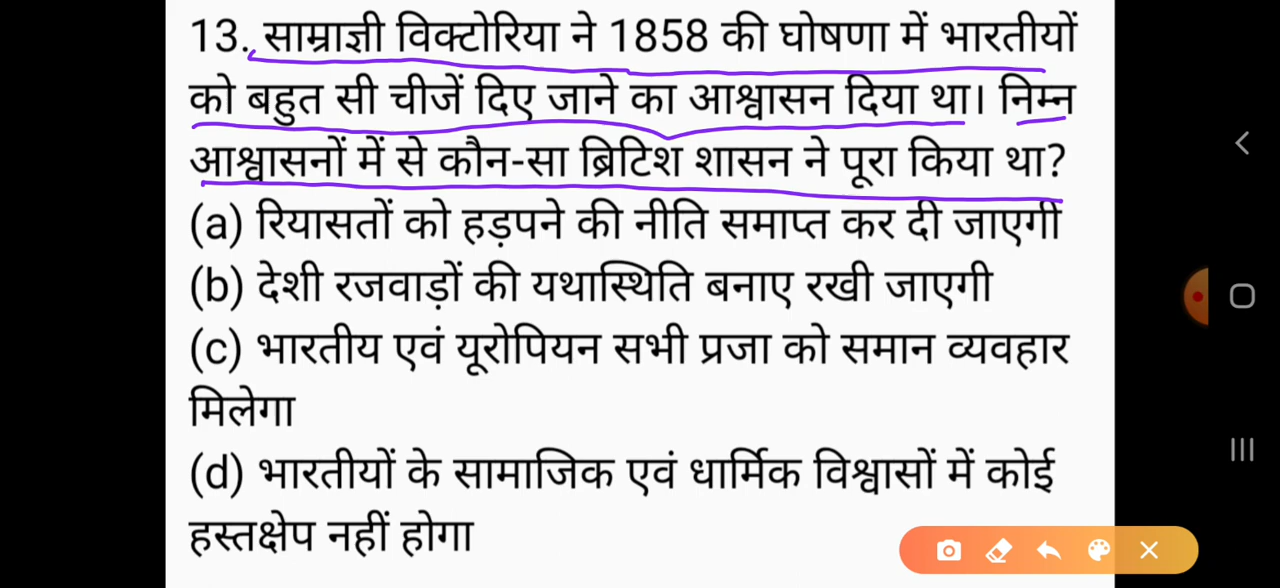 13. साम्राज्ञी विक्टोरिया ने 1858 की घोषणा में भारतीयों
को बहुत सी चीजें दिए जाने का आश्वासन दिया था। निम्न
आश्वासनों में से कौन-सा ब्रिटिश शासन ने पूरा किया था?
(a) रियासतों को हड़पने की नीति समाप्त कर दी जाएगी
(b) देशी रजवाड़ों की यथास्थिति बनाए रखी जाएगी
(c) भारतीय एवं यूरोपियन सभी प्रजा को समान व्यवहार
मिलेगा
(d) भारतीयों के सामाजिक एवं धार्मिक विश्वासों में कोई
हस्तक्षेप नहीं होगा